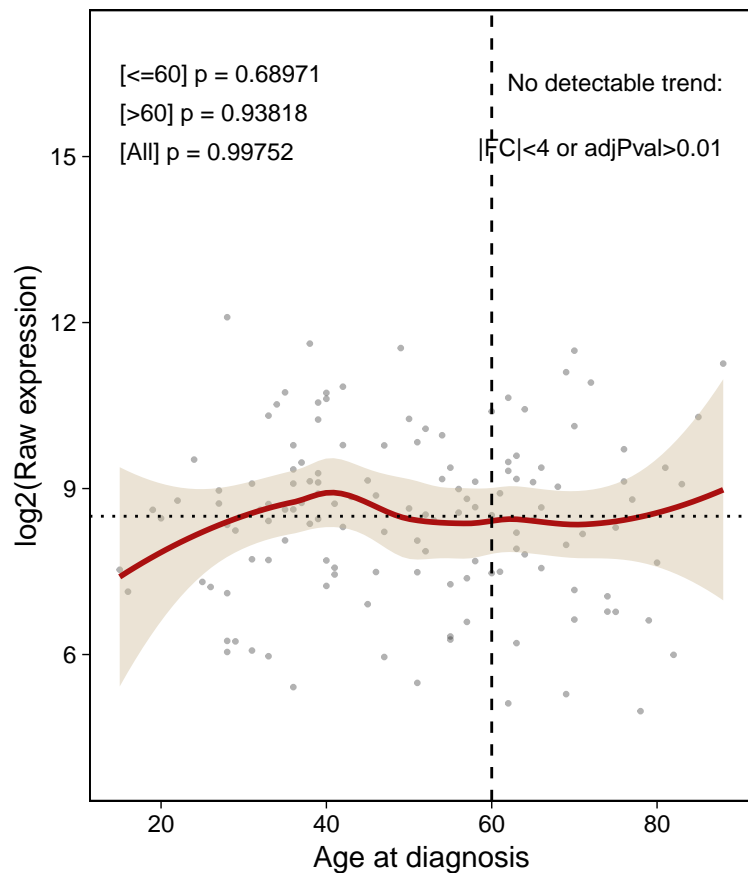 [<=60] p = 0.68971
[>60] p = 0.93818
[All] p = 0.99752
No detectable trend:
|FC|<4 or adjPval>0.01
log2(Raw expression)
15
12
9
6
20
40
60
80
Age at diagnosis